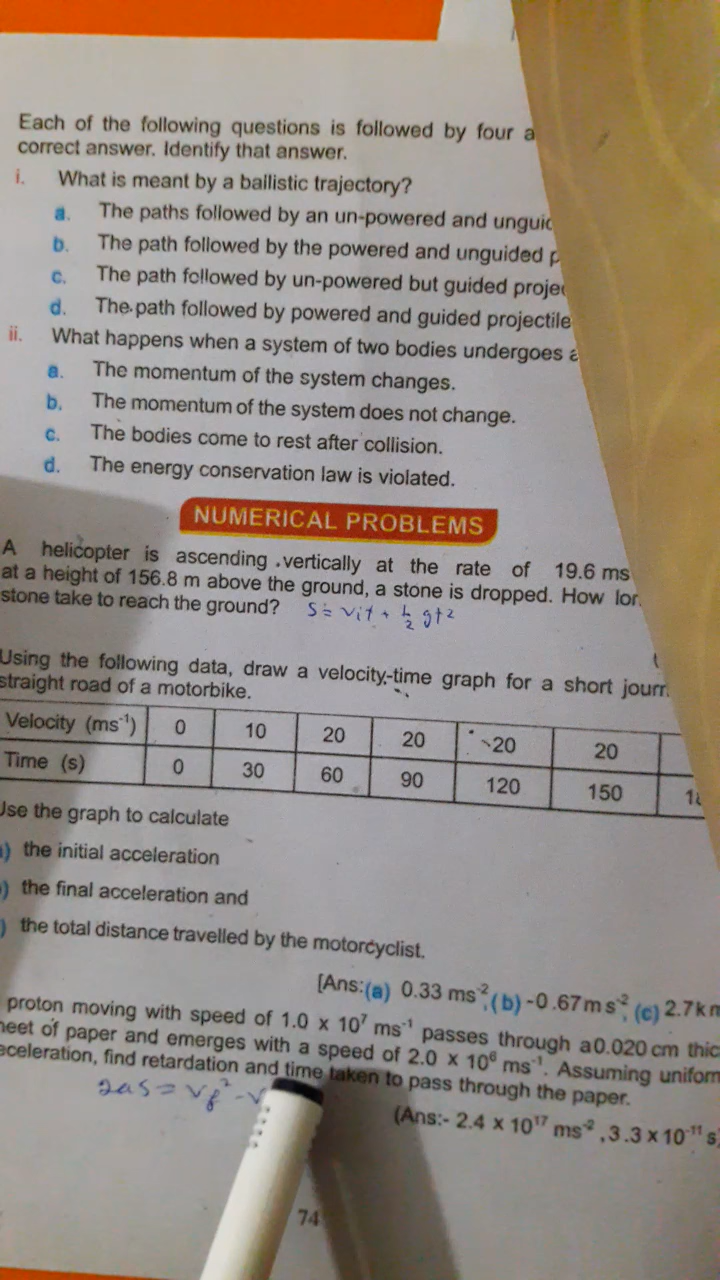 Each of the following questions is followed by four a
correct answer. Identify that answer.
i. What is meant by a ballistic trajectory?
a. The paths followed by an un-powered and unguid
b. The path followed by the powered and unguided p
c. The path followed by un-powered but guided projec
d. The path followed by powered and guided projectile
ii. What happens when a system of two bodies undergoes a
a. The momentum of the system changes.
b. The momentum of the system does not change.
c. The bodies come to rest after collision.
d. The energy conservation law is violated.
NUMERICAL PROBLEMS
A helicopter is ascending vertically at the rate of 19.6 ms
at a height of 156.8 m above the ground, a stone is dropped. How lon
stone take to reach the ground? S = vit + ½ gt²
Using the following data, draw a velocity-time graph for a short journ
straight road of a motorbike.
Velocity (ms⁻¹) 0 10 20 20 20 20
Time (s) 0 30 60 90 120 150 18
Use the graph to calculate
) the initial acceleration
) the final acceleration and
) the total distance travelled by the motorcyclist.
[Ans:(a) 0.33 ms⁻², (b) -0.67 ms⁻², (c) 2.7 km
proton moving with speed of 1.0 x 10⁷ ms⁻¹ passes through a 0.020 cm thic
heet of paper and emerges with a speed of 2.0 x 10⁶ ms⁻¹. Assuming uniform
eceleration, find retardation and time taken to pass through the paper.
2as = vf² - v
(Ans:- 2.4 x 10¹⁷ ms⁻², 3.3 x 10⁻¹¹ s
74